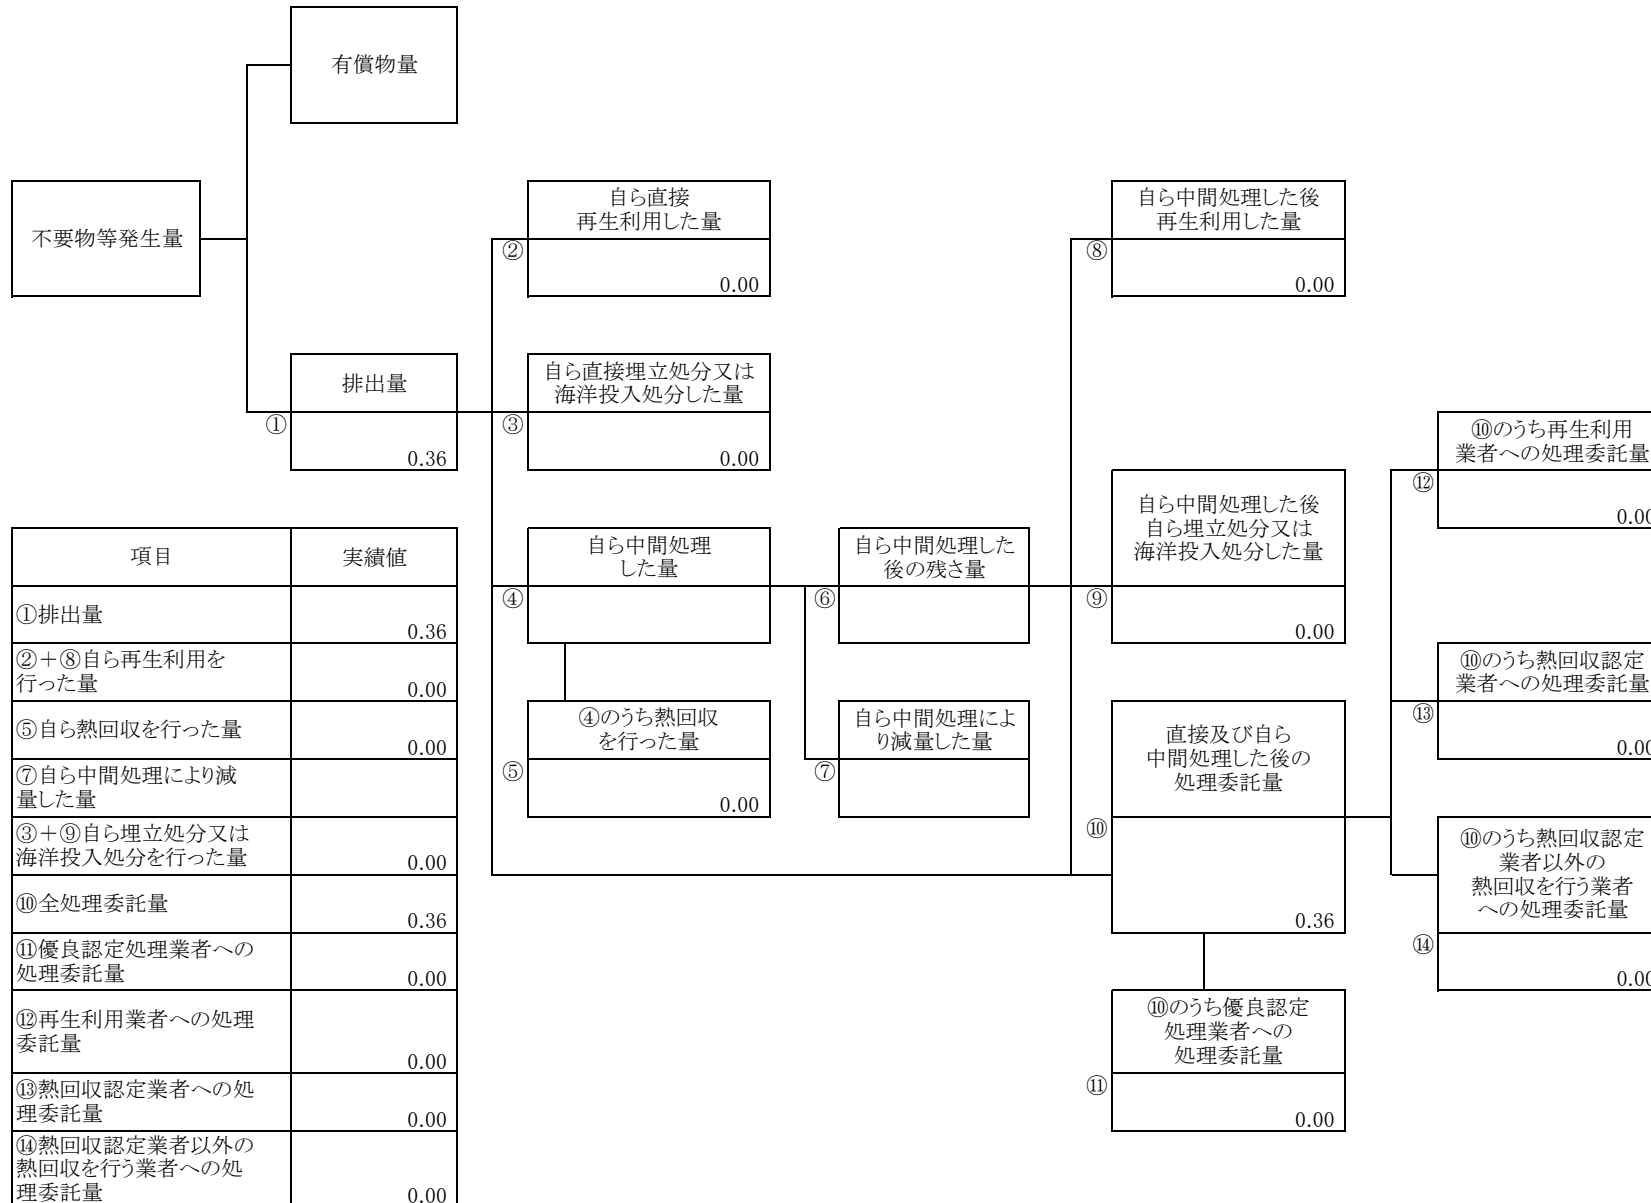 有償物量
不要物等発生量
排出量
①
0.36
自ら直接
再生利用した量
②
0.00
自ら直接埋立処分又は
海洋投入処分した量
③
0.00
自ら中間処理
した量
④
④のうち熱回収
を行った量
⑤
0.00
自ら中間処理した
後の残さ量
⑥
自ら中間処理によ
り減量した量
⑦
自ら中間処理した後
再生利用した量
⑧
0.00
自ら中間処理した後
自ら埋立処分又は
海洋投入処分した量
⑨
0.00
直接及び自ら
中間処理した後の
処理委託量
⑩
0.36
⑩のうち優良認定
処理業者への
処理委託量
⑪
0.00
⑩のうち再生利用
業者への処理委託量
⑫
0.00
⑩のうち熱回収認定
業者への処理委託量
⑬
0.00
⑩のうち熱回収認定
業者以外の
熱回収を行う業者
への処理委託量
⑭
0.00
項目 実績値
①排出量
0.36
②＋⑧自ら再生利用を
行った量
0.00
⑤自ら熱回収を行った量
0.00
⑦自ら中間処理により減
量した量
③＋⑨自ら埋立処分又は
海洋投入処分を行った量
0.00
⑩全処理委託量
0.36
⑪優良認定処理業者への
処理委託量
0.00
⑫再生利用業者への処理
委託量
0.00
⑬熱回収認定業者への処
理委託量
0.00
⑭熱回収認定業者以外の
熱回収を行う業者への処
理委託量
0.00